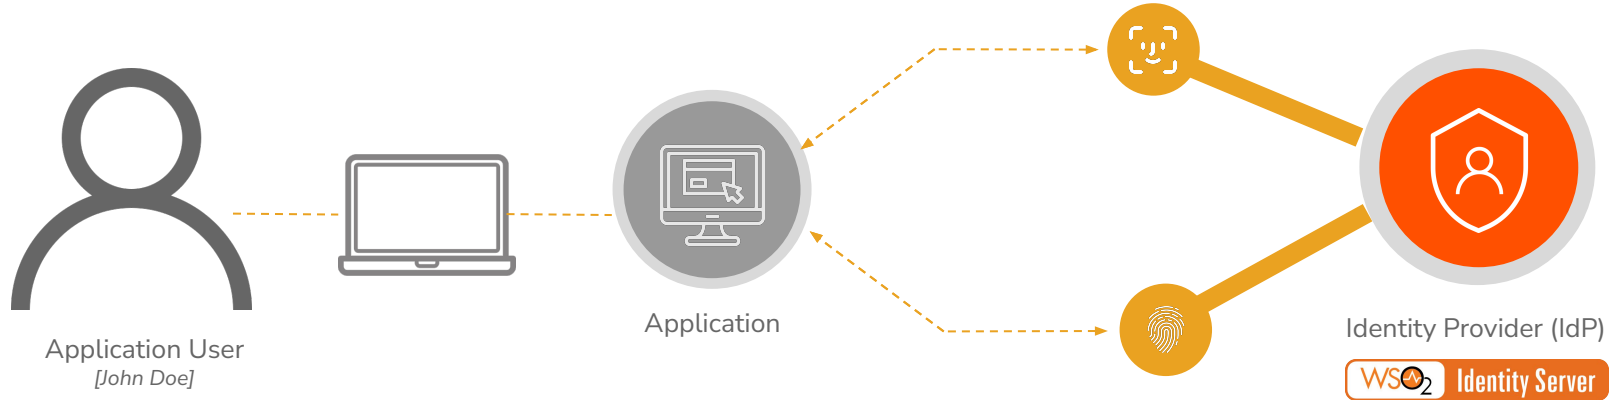 Application User
[John Doe]
Application
Identity Provider (IdP)
WSO2 Identity Server